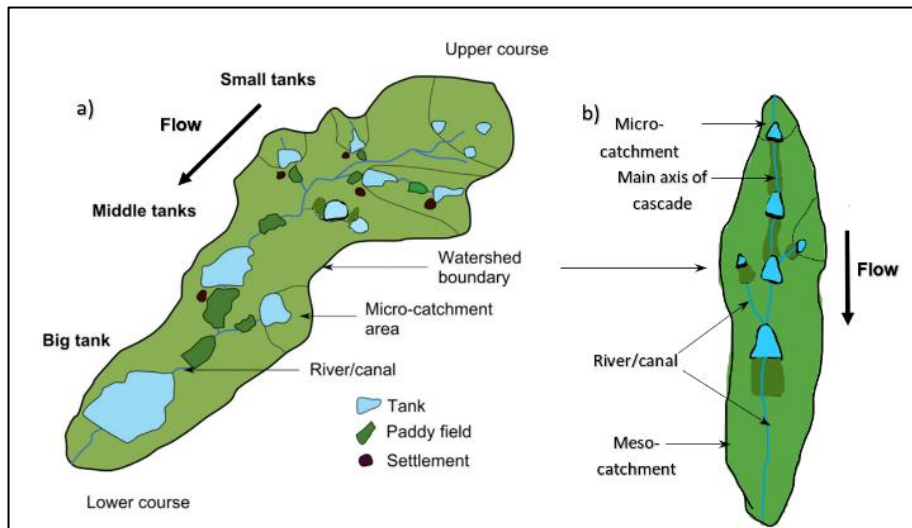 Upper course
Small tanks
a)
Flow
Middle tanks
Watershed
boundary
Micro-catchment
area
Big tank
River/canal
Tank
Paddy field
Settlement
Lower course
b)
Micro-
catchment
Main axis of
cascade
Flow
River/canal
Meso-
catchment